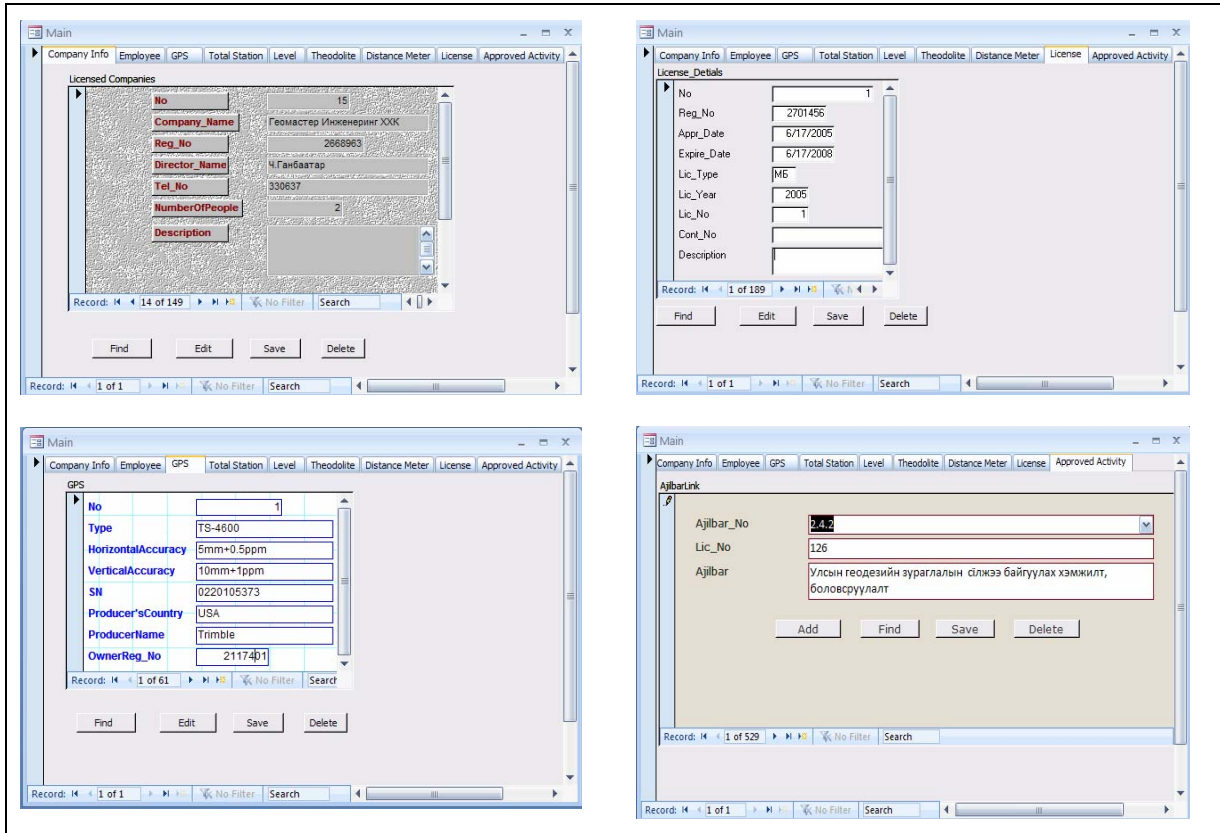 Main
Company Info Employee GPS Total Station Level Theodolite Distance Meter License Approved Activity
Licensed Companies
No 15
Company_Name Геомастер Инженеринг ХХК
Reg_No 2668963
Director_Name Ч.Ганбаатар
Tel_No 330637
NumberOfPeople 2
Description
Record: 14 of 149 No Filter Search
Find Edit Save Delete
Record: 1 of 1 No Filter Search
Main
Company Info Employee GPS Total Station Level Theodolite Distance Meter License Approved Activity
License_Detials
No 1
Reg_No 2701456
Appr_Date 6/17/2005
Expire_Date 6/17/2008
Lic_Type МБ
Lic_Year 2005
Lic_No 1
Cont_No
Description
Record: 1 of 189
Find Edit Save Delete
Record: 1 of 1 No Filter Search
Main
Company Info Employee GPS Total Station Level Theodolite Distance Meter License Approved Activity
GPS
No 1
Type TS-4600
HorizontalAccuracy 5mm+0.5ppm
VerticalAccuracy 10mm+1ppm
SN 0220105373
Producer'sCountry USA
ProducerName Trimble
OwnerReg_No 2117401
Record: 1 of 61 No Filter Search
Find Edit Save Delete
Record: 1 of 1 No Filter Search
Main
Company Info Employee GPS Total Station Level Theodolite Distance Meter License Approved Activity
AjilbarLink
Ajilbar_No 2.4.2
Lic_No 126
Ajilbar Улсын геодезийн зураглалын сілжээ байгуулах хэмжилт,
боловсруулалт
Add Find Save Delete
Record: 1 of 529 No Filter Search
Record: 1 of 1 No Filter Search